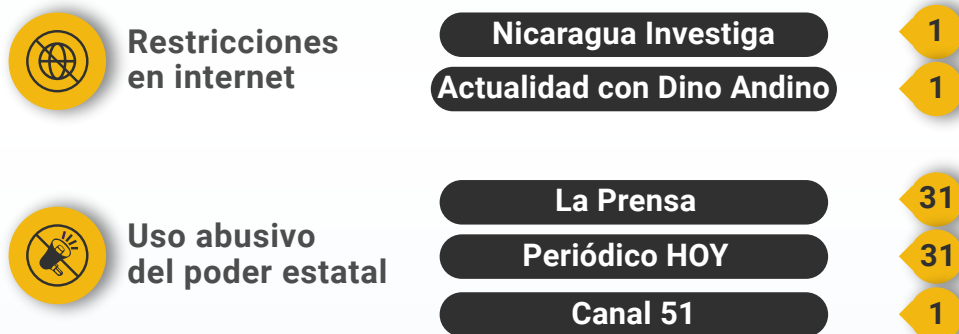 Restricciones
en internet
Nicaragua Investiga
1
Actualidad con Dino Andino
1
Uso abusivo
del poder estatal
La Prensa
31
Periódico HOY
31
Canal 51
1